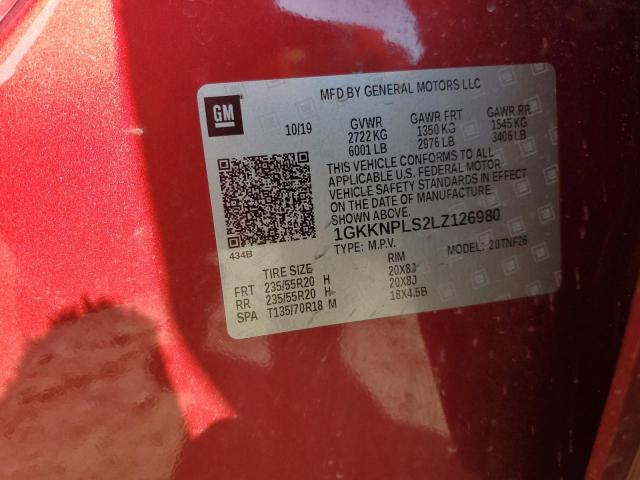 MFD BY GENERAL MOTORS LLC
GM
10/19 GVWR GAWR FRT GAWR RR
2722 KG 1350 KG 1545 KG
6001 LB 2976 LB 3406 LB
THIS VEHICLE CONFORMS TO ALL
APPLICABLE U.S. FEDERAL MOTOR
VEHICLE SAFETY STANDARDS IN EFFECT
ON THE DATE OF MANUFACTURE
SHOWN ABOVE.
1GKKNPLS2LZ126980
434B TYPE: M.P.V. MODEL: 20TNF26
TIRE SIZE RIM
FRT 235/55R20 H 20X8J
RR 235/55R20 H 20X8J
SPA T135/70R18 M 18X4.5B